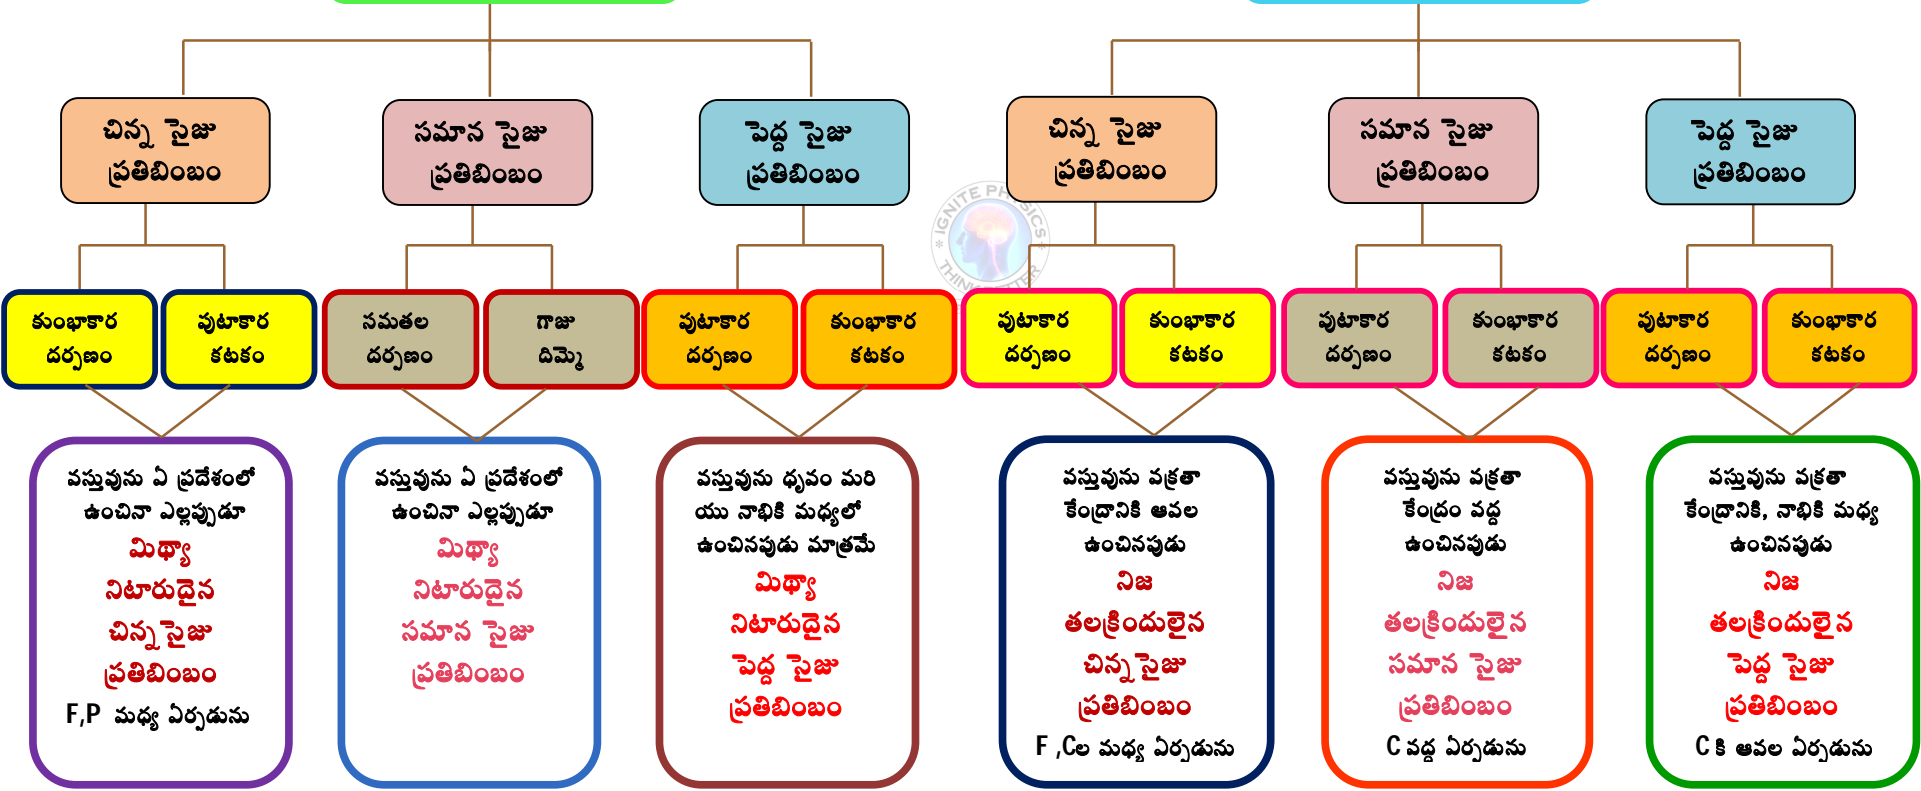 చిన్న సైజు
ప్రతిబింబం
సమాన సైజు
ప్రతిబింబం
పెద్ద సైజు
ప్రతిబింబం
చిన్న సైజు
ప్రతిబింబం
సమాన సైజు
ప్రతిబింబం
పెద్ద సైజు
ప్రతిబింబం
IGNITE PHYSICS
కుంభాకార
దర్పణం
పుటాకార
కటకం
సమతల
దర్పణం
గాజు
దిమ్మె
పుటాకార
దర్పణం
కుంభాకార
కటకం
పుటాకార
దర్పణం
కుంభాకార
కటకం
పుటాకార
దర్పణం
కుంభాకార
కటకం
పుటాకార
దర్పణం
కుంభాకార
కటకం
వస్తువును ఏ ప్రదేశంలో
ఉంచినా ఎల్లప్పుడూ
మిథ్యా
నిటారుదైన
చిన్నసైజు
ప్రతిబింబం
F,P మధ్య ఏర్పడును
వస్తువును ఏ ప్రదేశంలో
ఉంచినా ఎల్లప్పుడూ
మిథ్యా
నిటారుదైన
సమాన సైజు
ప్రతిబింబం
వస్తువును ధృవం మరి
యు నాభికి మధ్యలో
ఉంచినపుడు మాత్రమే
మిథ్యా
నిటారుదైన
పెద్ద సైజు
ప్రతిబింబం
వస్తువును వక్రతా
కేంద్రానికి ఆవల
ఉంచినపుడు
నిజ
తలక్రిందులైన
చిన్నసైజు
ప్రతిబింబం
F ,Cల మధ్య ఏర్పడును
వస్తువును వక్రతా
కేంద్రం వద్ద
ఉంచినపుడు
నిజ
తలక్రిందులైన
సమాన సైజు
ప్రతిబింబం
C వద్ద ఏర్పడును
వస్తువును వక్రతా
కేంద్రానికి, నాభికి మధ్య
ఉంచినపుడు
నిజ
తలక్రిందులైన
పెద్ద సైజు
ప్రతిబింబం
C కి ఆవల ఏర్పడును